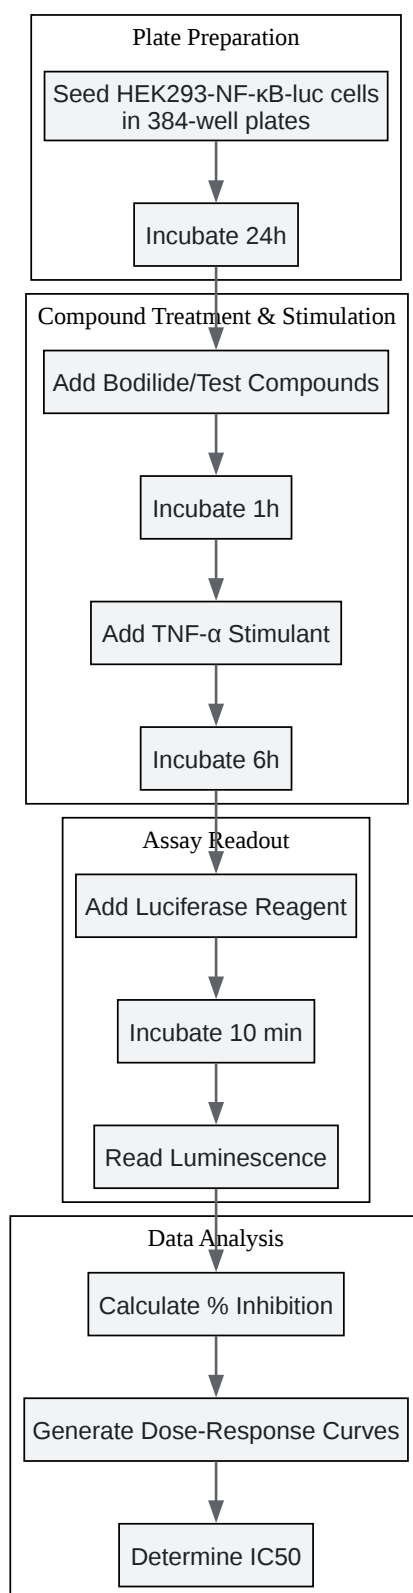 Plate Preparation
Seed HEK293-NF-κB-luc cells
in 384-well plates
Incubate 24h
Compound Treatment & Stimulation
Add Bodilide/Test Compounds
Incubate 1h
Add TNF-α Stimulant
Incubate 6h
Assay Readout
Add Luciferase Reagent
Incubate 10 min
Read Luminescence
Data Analysis
Calculate % Inhibition
Generate Dose-Response Curves
Determine IC50